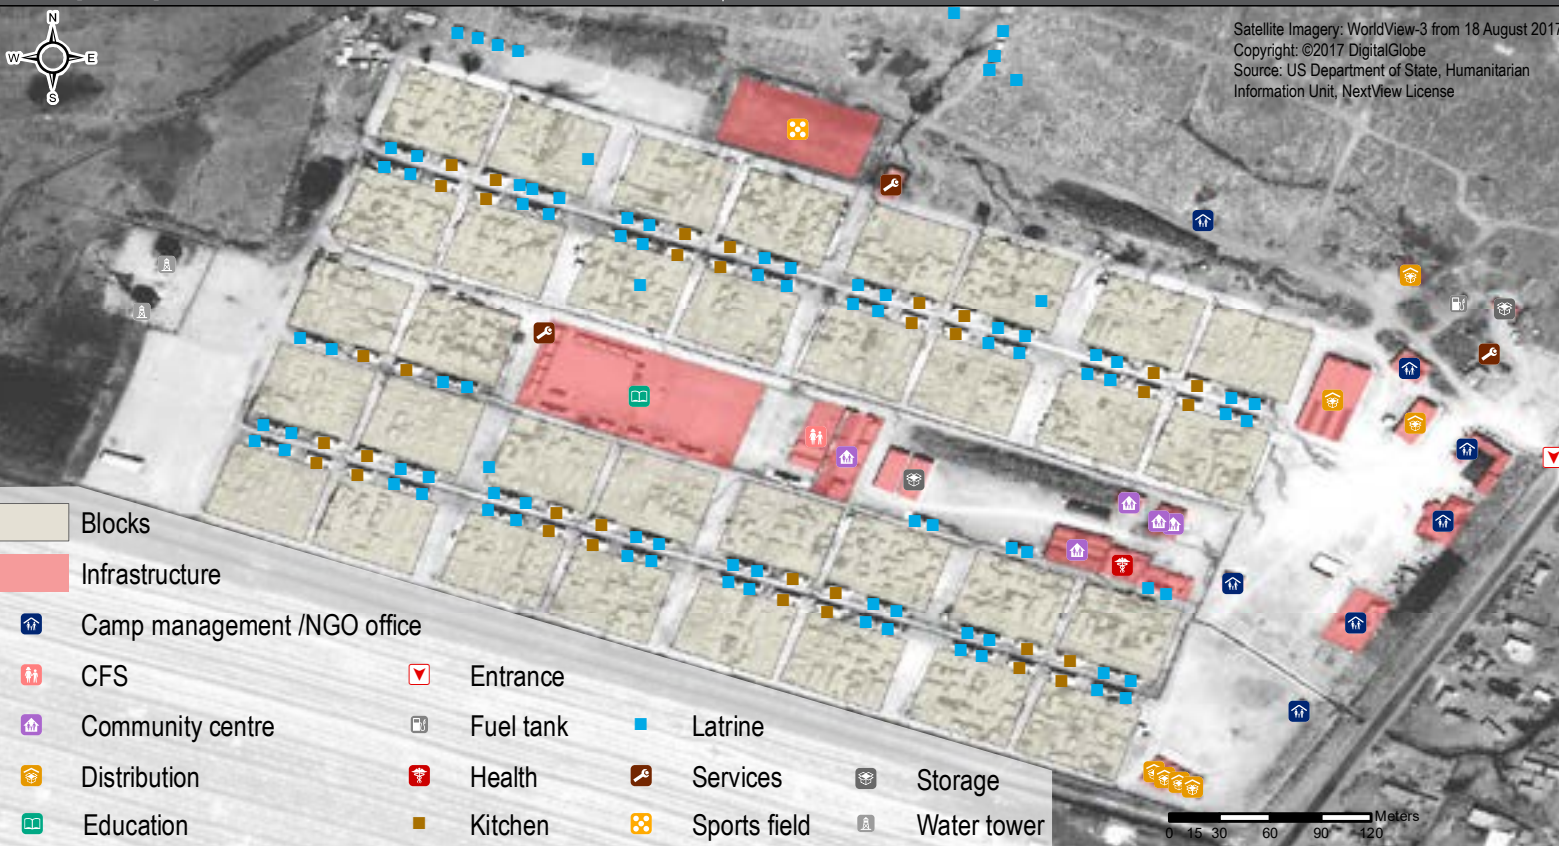 N
W E
S
Satellite Imagery: WorldView-3 from 18 August 2017
Copyright: ©2017 DigitalGlobe
Source: US Department of State, Humanitarian
Information Unit, NextView License
Blocks
Infrastructure
Camp management /NGO office
CFS
Entrance
Community centre
Fuel tank
Latrine
Distribution
Health
Services
Storage
Education
Kitchen
Sports field
Water tower
Meters
0 15 30 60 90 120